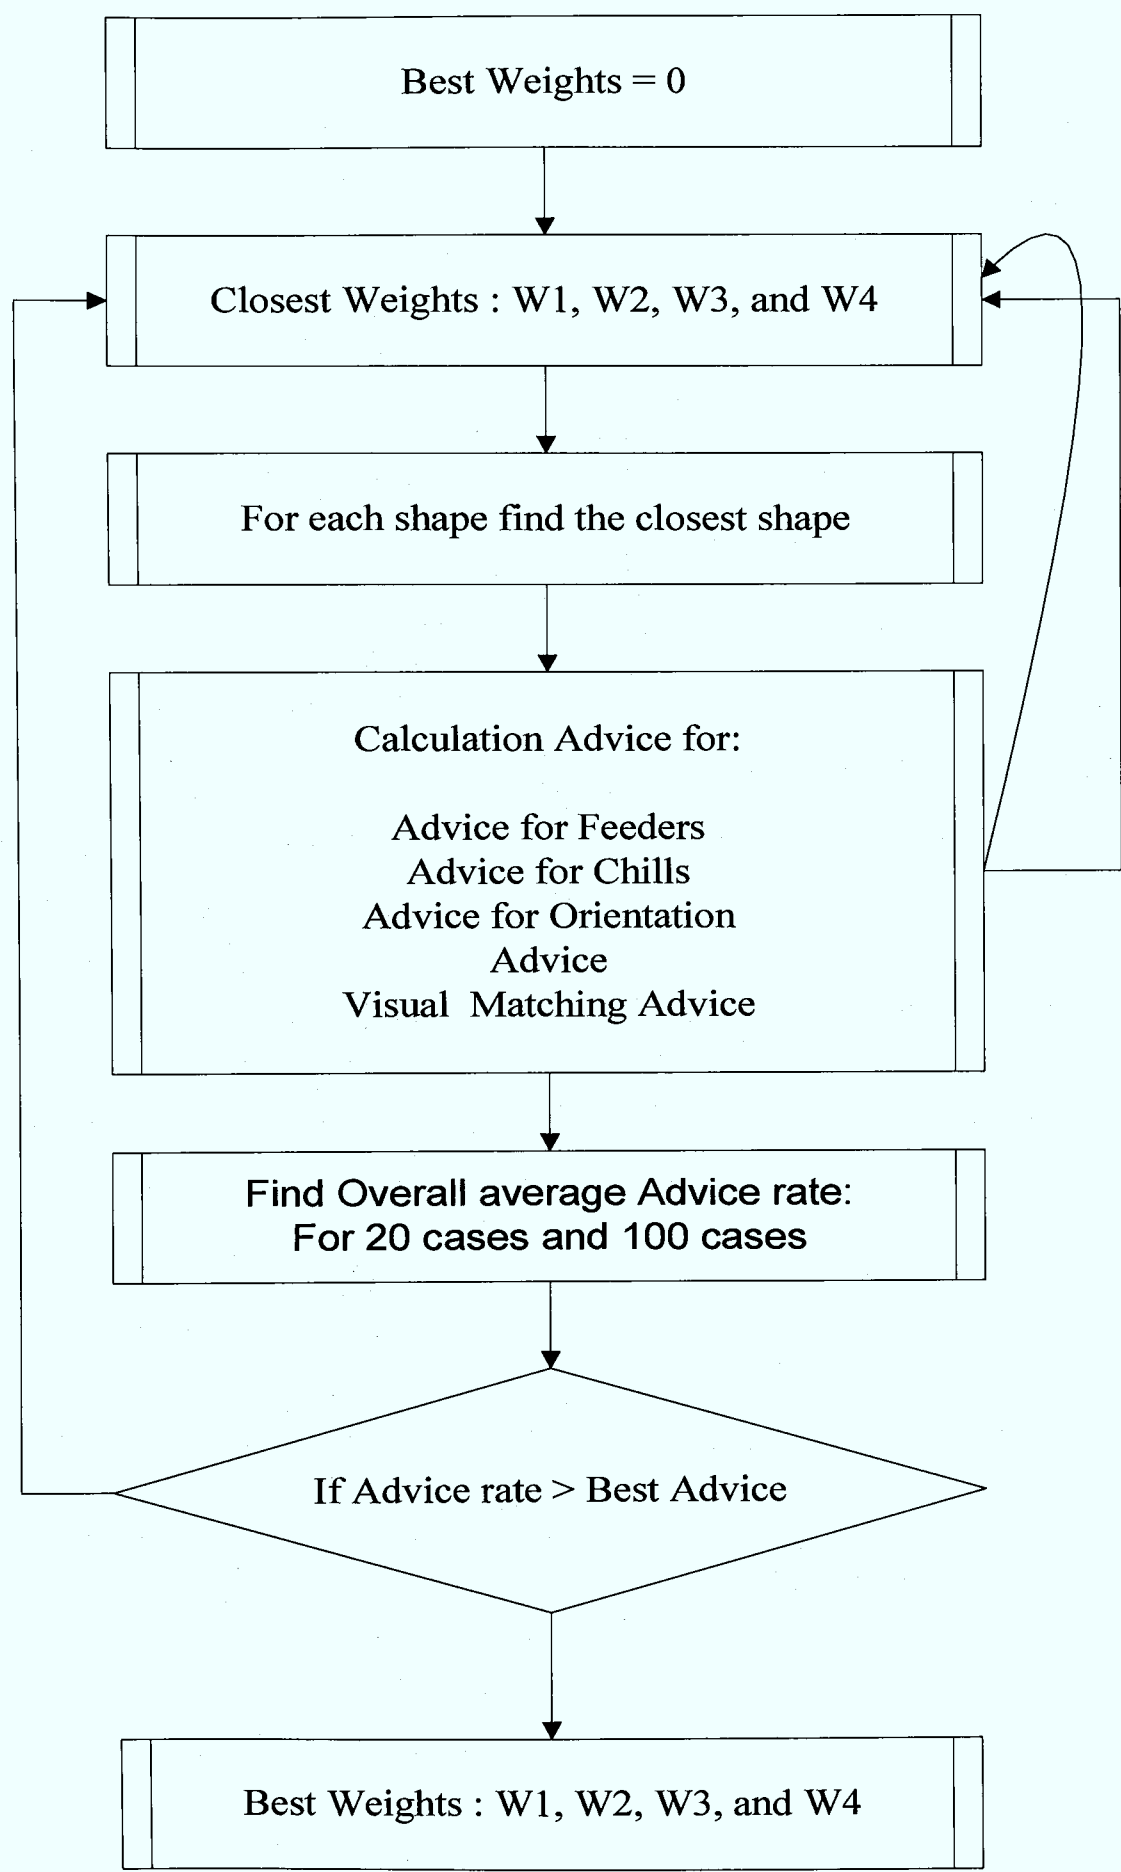 Best Weights = 0
Closest Weights : W1, W2, W3, and W4
For each shape find the closest shape
Calculation Advice for:
Advice for Feeders
Advice for Chills
Advice for Orientation
Advice
Visual Matching Advice
Find Overall average Advice rate:
For 20 cases and 100 cases
If Advice rate > Best Advice
Best Weights : W1, W2, W3, and W4